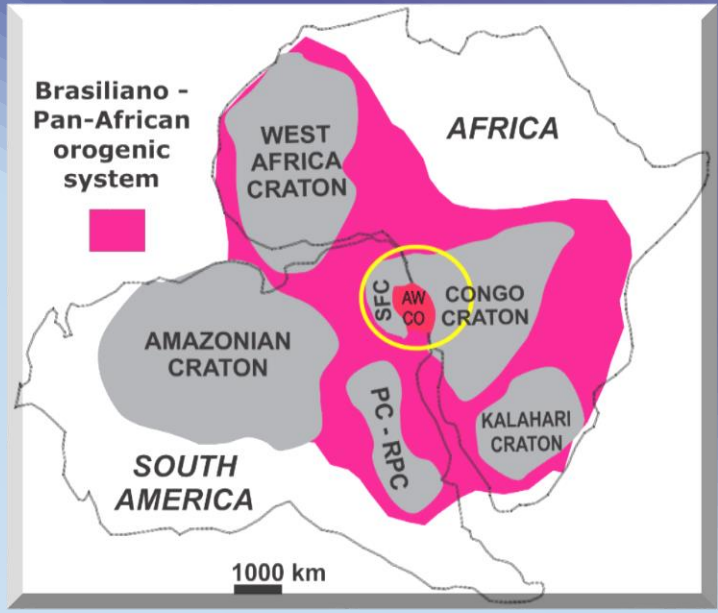 Brasiliano -
Pan-African
orogenic
system
WEST
AFRICA
CRATON
AFRICA
SFC
AW
CO
CONGO
CRATON
AMAZONIAN
CRATON
PC - RPC
KALAHARI
CRATON
SOUTH
AMERICA
1000 km